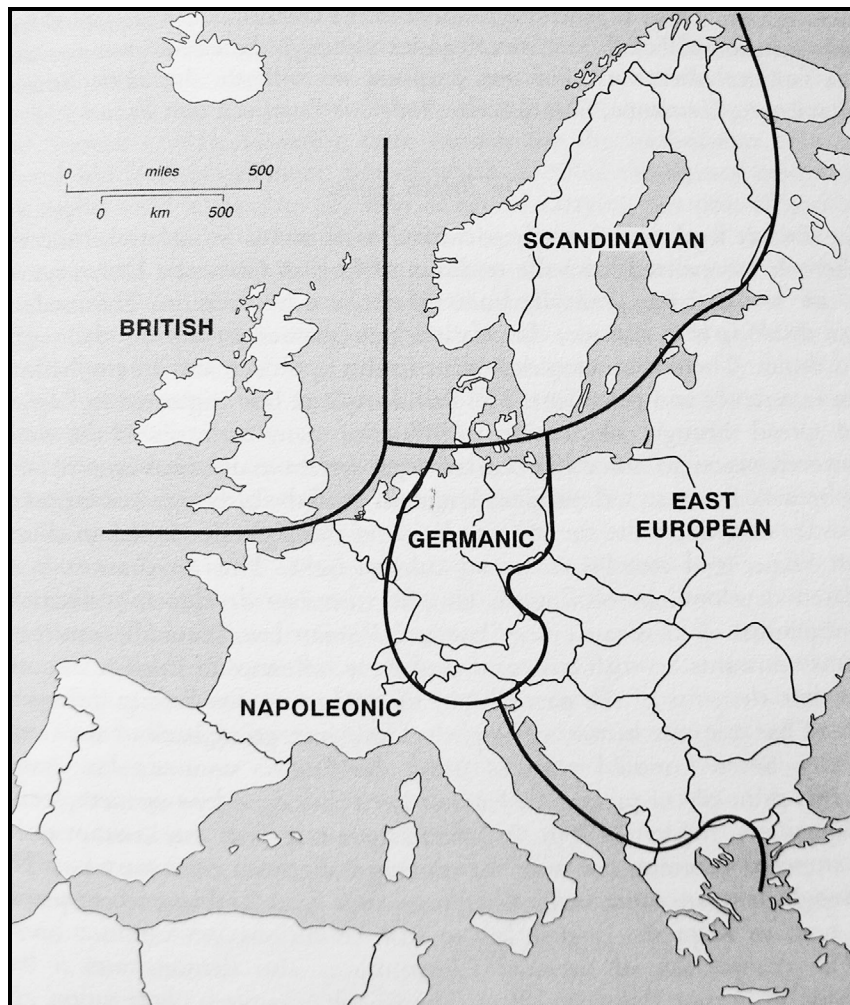 0 miles 500
0 km 500
SCANDINAVIAN
BRITISH
EAST
EUROPEAN
GERMANIC
NAPOLEONIC